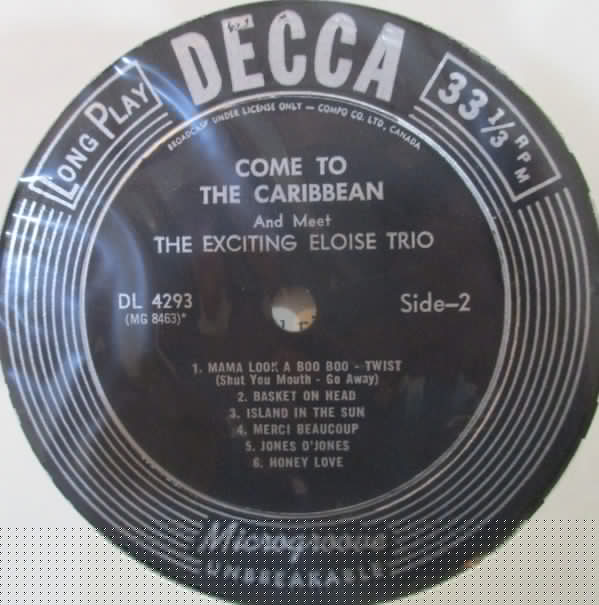 DECCA
LONG PLAY
33 1/3 RPM
BROADCAST UNDER LICENSE ONLY — COMPO CO. LTD., CANADA
COME TO
THE CARIBBEAN
And Meet
THE EXCITING ELOISE TRIO
DL 4293
(MG 8463)*
Side–2
1. MAMA LOOK A BOO BOO - TWIST
(Shut You Mouth - Go Away)
2. BASKET ON HEAD
3. ISLAND IN THE SUN
4. MERCI BEAUCOUP
5. JONES O'JONES
6. HONEY LOVE
Microgroove
UNBREAKABLE